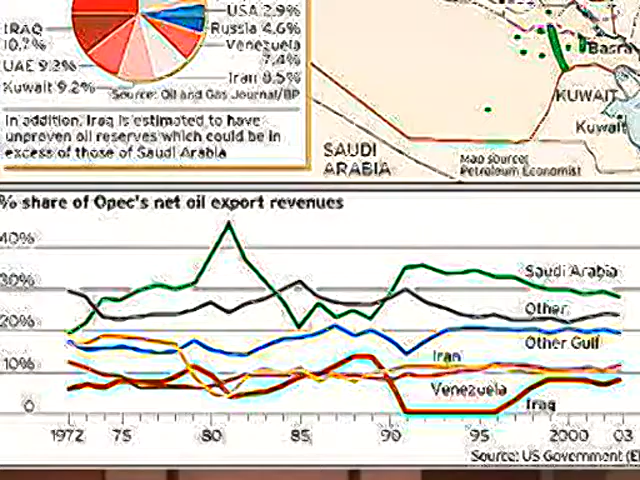 USA 2.9%
IRAQ
10.7%
Russia 4.6%
Venezuela
7.4%
UAE 9.3%
Iran 8.5%
Kuwait 9.2%
Source: Oil and Gas Journal/BP
In addition, Iraq is estimated to have
unproven oil reserves which could be in
excess of those of Saudi Arabia
Basra
KUWAIT
Kuwait
SAUDI
ARABIA
Map source:
Petroleum Economist
% share of Opec's net oil export revenues
40%
30%
20%
10%
0
Saudi Arabia
Other
Other Gulf
Iran
Venezuela
Iraq
1972 75 80 85 90 95 2000 03
Source: US Government (EI